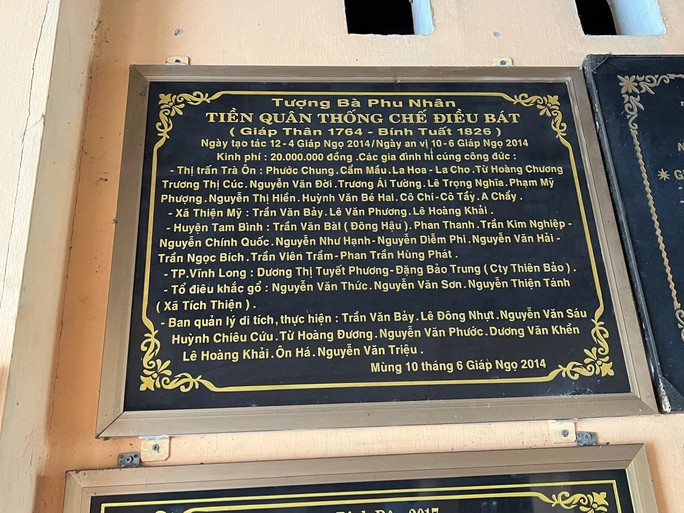 Tượng Bà Phu Nhân
TIỀN QUÂN THỐNG CHẾ ĐIỀU BÁT
( Giáp Thân 1764 - Bính Tuất 1826 )
Ngày tạo tác 12-4 Giáp Ngọ 2014/Ngày an vị 10-6 Giáp Ngọ 2014
Kinh phí : 20.000.000 đồng .Các gia đình hỉ cúng công đức :
- Thị trấn Trà Ôn : Phước Chung . Cẩm Mầu . La Hoa - La Cho . Từ Hoàng Chương
Trương Thị Cúc . Nguyễn Văn Đời . Trương Ái Tường . Lê Trọng Nghĩa . Phạm Mỹ
Phượng . Nguyễn Thị Hiền . Huỳnh Văn Bé Hai . Cô Chí - Cô Tẩy . A Chẩy .
- Xã Thiện Mỹ : Trần Văn Bảy . Lê Văn Phương . Lê Hoàng Khải .
- Huyện Tam Bình : Trần Văn Bàl ( Đông Hậu ) . Phan Thanh . Trần Kim Nghiệp -
Nguyễn Chính Quốc . Nguyễn Như Hạnh - Nguyễn Diễm Phi . Nguyễn Văn Hải -
Trần Ngọc Bích . Trần Viên Trầm - Phan Trần Hùng Phát .
- TP.Vĩnh Long : Dương Thị Tuyết Phương - Đặng Bảo Trung ( Cty Thiên Bảo ) .
- Tổ điêu khắc gổ : Nguyễn Văn Thức . Nguyễn Văn Sơn . Nguyễn Thiện Tánh
( Xã Tích Thiện ) .
- Ban quản lý di tích, thực hiện : Trần Văn Bảy . Lê Đông Nhựt . Nguyễn Văn Sáu
Huỳnh Chiêu Cứu . Từ Hoàng Đương . Nguyễn Văn Phước . Dương Văn Khển
Lê Hoàng Khải . Ôn Há . Nguyễn Văn Triệu .
Mùng 10 tháng 6 Giáp Ngọ 2014